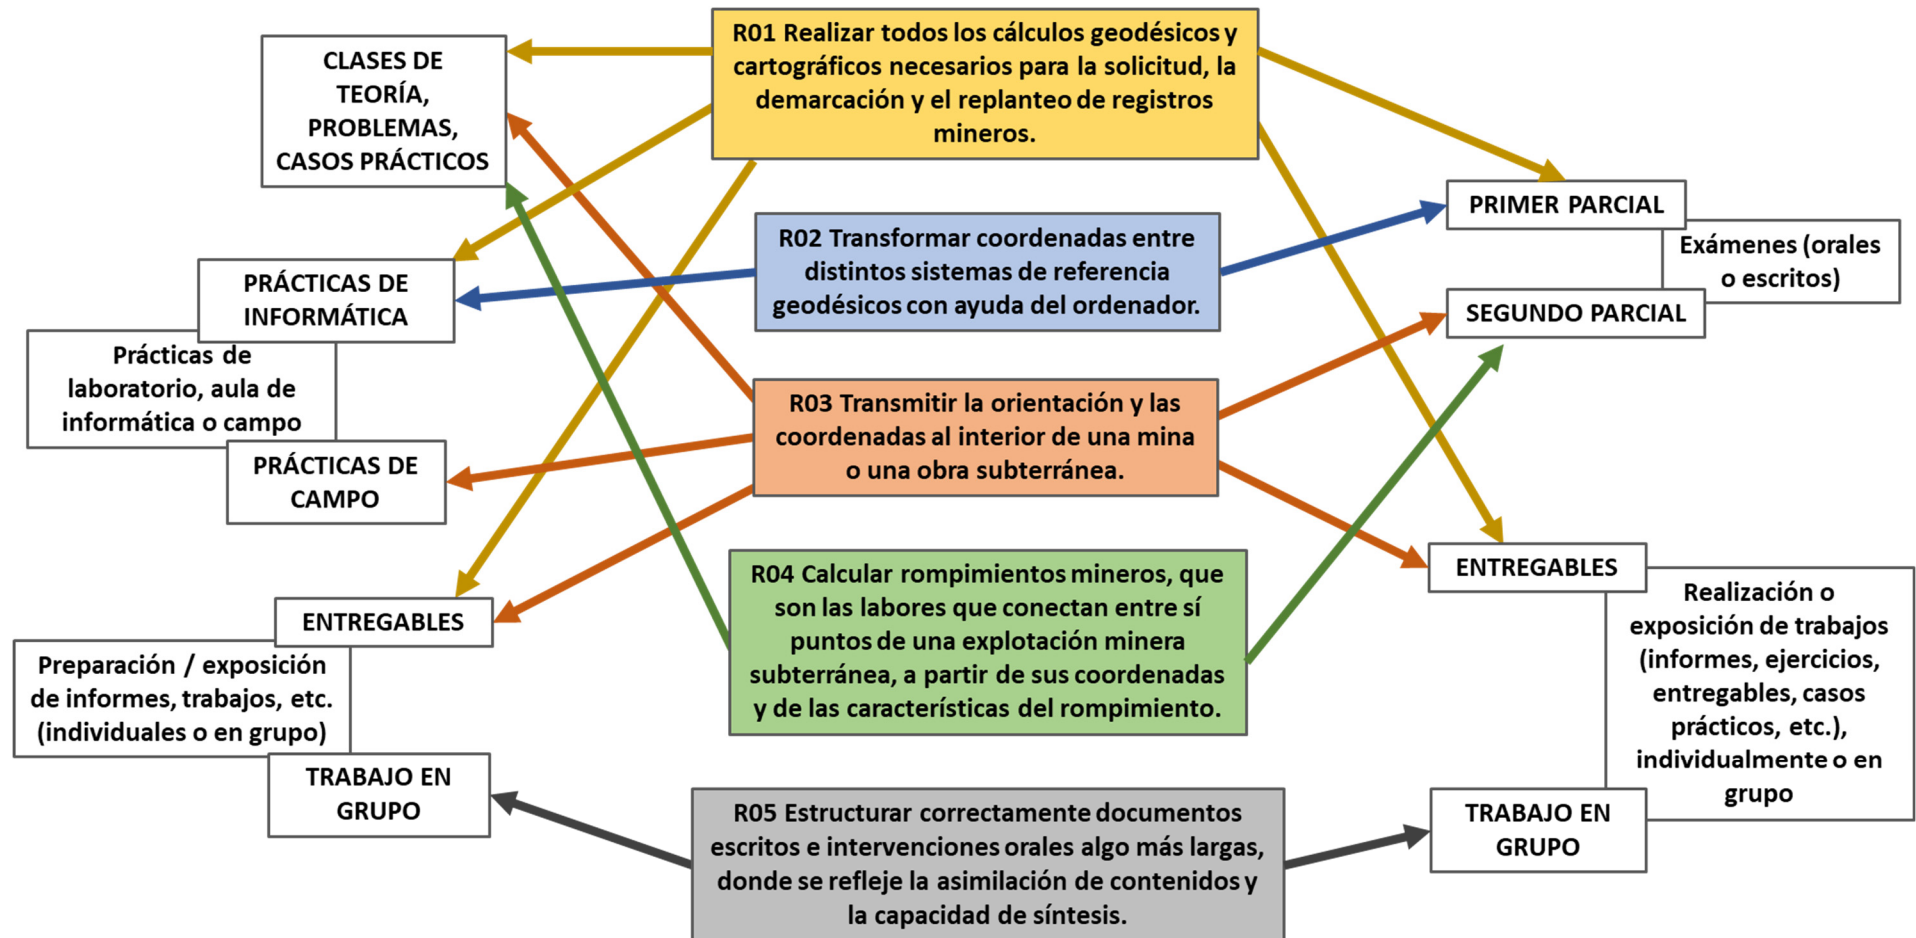 CLASES DE
TEORÍA,
PROBLEMAS,
CASOS PRÁCTICOS
PRÁCTICAS DE
INFORMÁTICA
Prácticas de
laboratorio, aula de
informática o campo
PRÁCTICAS DE
CAMPO
ENTREGABLES
Preparación / exposición
de informes, trabajos, etc.
(individuales o en grupo)
TRABAJO EN
GRUPO
R01 Realizar todos los cálculos geodésicos y
cartográficos necesarios para la solicitud, la
demarcación y el replanteo de registros
mineros.
R02 Transformar coordenadas entre
distintos sistemas de referencia
geodésicos con ayuda del ordenador.
R03 Transmitir la orientación y las
coordenadas al interior de una mina
o una obra subterránea.
R04 Calcular rompimientos mineros, que
son las labores que conectan entre sí
puntos de una explotación minera
subterránea, a partir de sus coordenadas
y de las características del rompimiento.
R05 Estructurar correctamente documentos
escritos e intervenciones orales algo más largas,
donde se refleje la asimilación de contenidos y
la capacidad de síntesis.
PRIMER PARCIAL
Exámenes (orales
o escritos)
SEGUNDO PARCIAL
ENTREGABLES
Realización o
exposición de trabajos
(informes, ejercicios,
entregables, casos
prácticos, etc.),
individualmente o en
grupo
TRABAJO EN
GRUPO